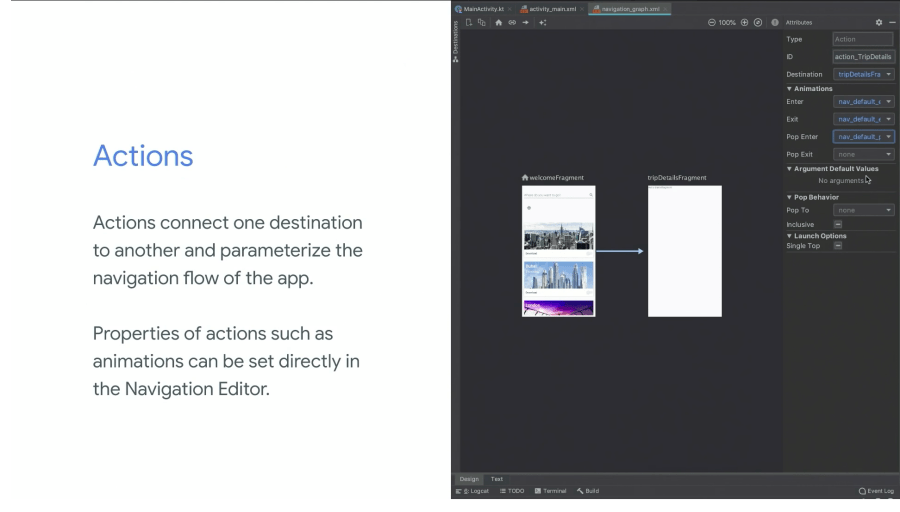 Actions
Actions connect one destination
to another and parameterize the
navigation flow of the app.
Properties of actions such as
animations can be set directly in
the Navigation Editor.
MainActivity.kt
activity_main.xml
navigation_graph.xml
100%
Attributes
Destinations
Type Action
ID action_TripDetails
Destination tripDetailsFra
Animations
Enter nav_default_
Exit nav_default_
Pop Enter nav_default_
Pop Exit none
Argument Default Values
No arguments
Pop Behavior
Pop To none
Inclusive
Launch Options
Single Top
welcomeFragment
tripDetailsFragment
Design Text
6: Logcat TODO Terminal Build Event Log